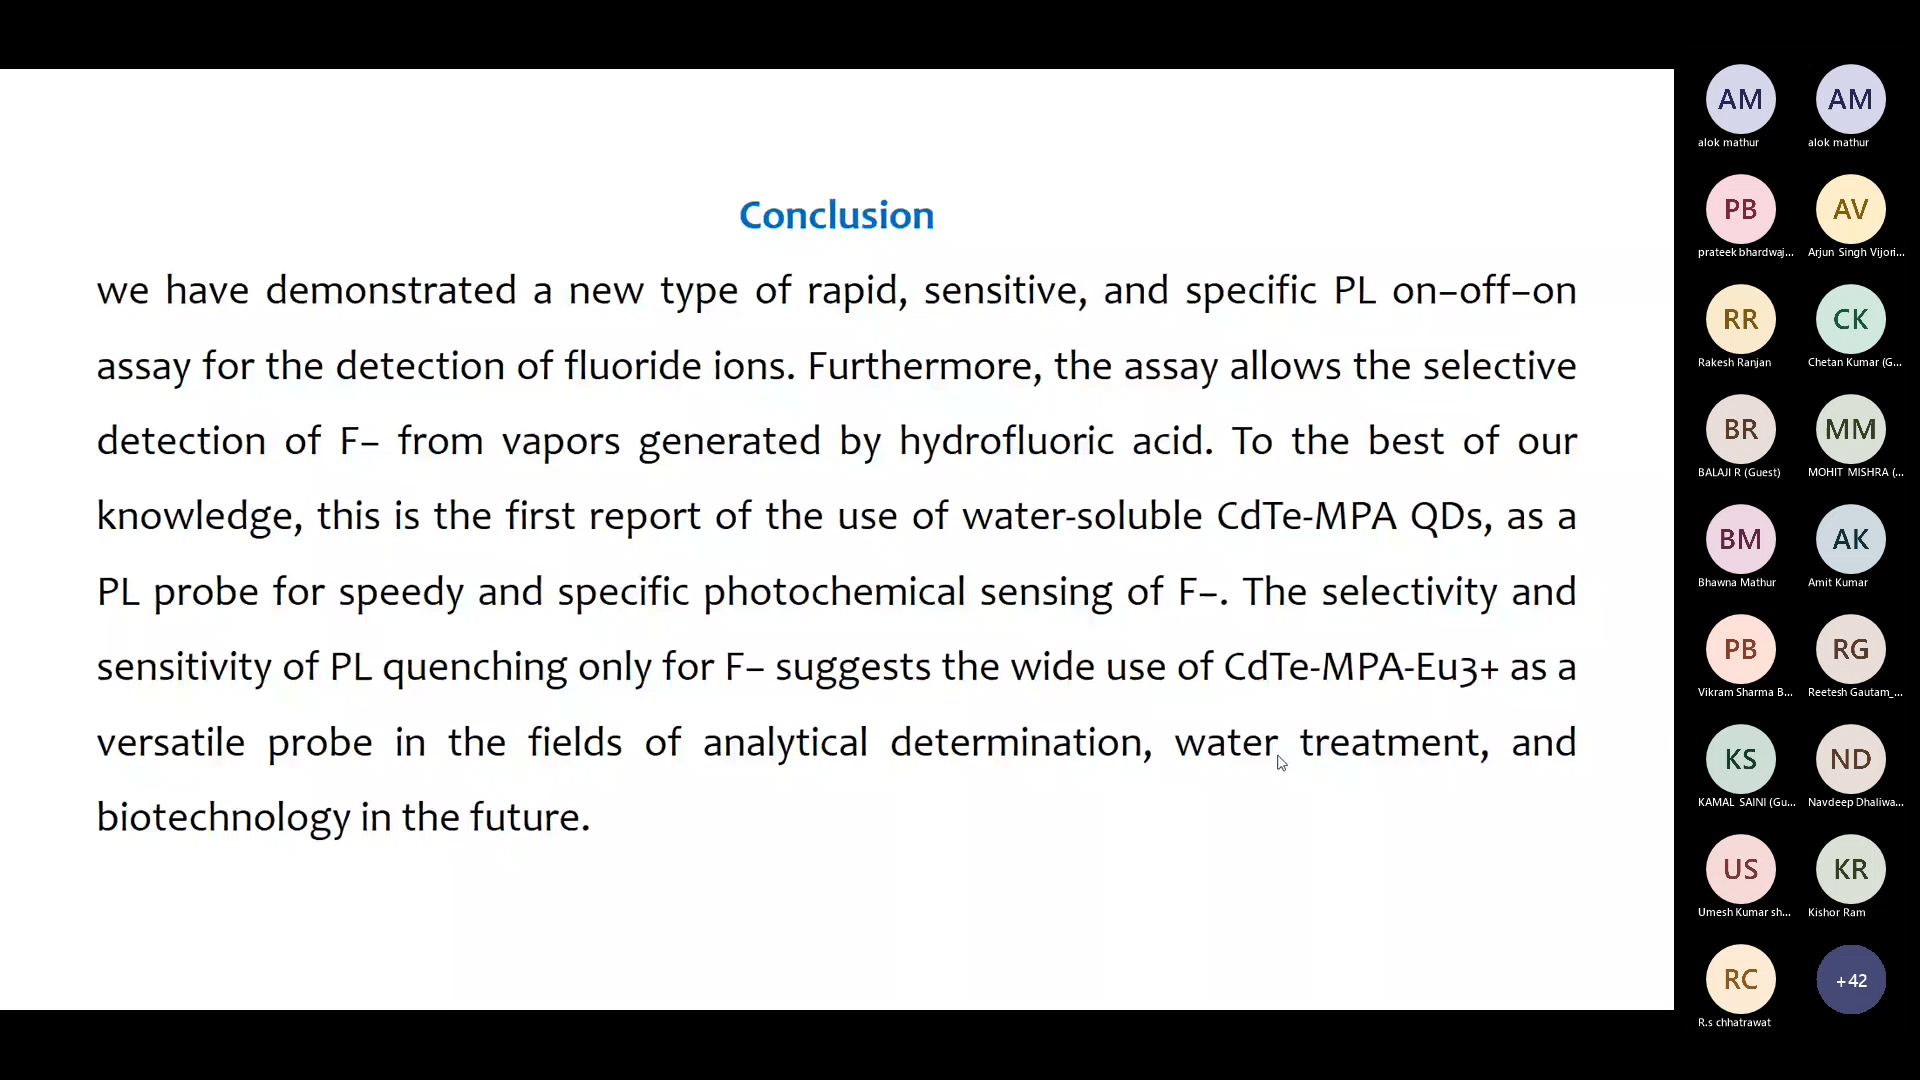 Conclusion
we have demonstrated a new type of rapid, sensitive, and specific PL on–off–on
assay for the detection of fluoride ions. Furthermore, the assay allows the selective
detection of F– from vapors generated by hydrofluoric acid. To the best of our
knowledge, this is the first report of the use of water-soluble CdTe-MPA QDs, as a
PL probe for speedy and specific photochemical sensing of F–. The selectivity and
sensitivity of PL quenching only for F– suggests the wide use of CdTe-MPA-Eu3+ as a
versatile probe in the fields of analytical determination, water treatment, and
biotechnology in the future.
AM AM
alok mathur alok mathur
PB AV
prateek bhardwaj... Arjun Singh Vijori...
RR CK
Rakesh Ranjan Chetan Kumar (G...
BR MM
BALAJI R (Guest) MOHIT MISHRA (...
BM AK
Bhawna Mathur Amit Kumar
PB RG
Vikram Sharma B... Reetesh Gautam_...
KS ND
KAMAL SAINI (Gu... Navdeep Dhaliwa...
US KR
Umesh Kumar sh... Kishor Ram
RC +42
R.s chhatrawat